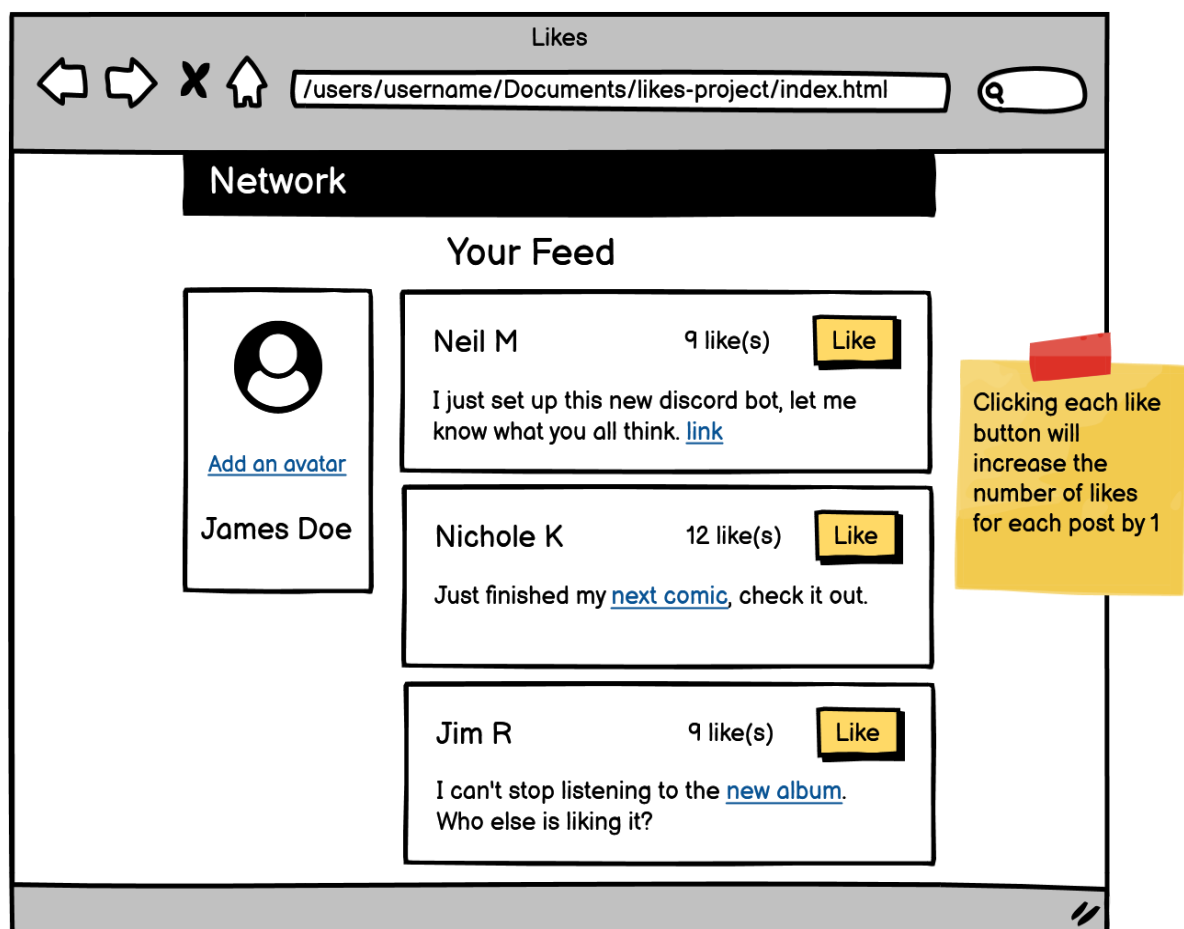 Likes
/users/username/Documents/likes-project/index.html
Network
Your Feed
Add an avatar
James Doe
Neil M
9 like(s)
Like
I just set up this new discord bot, let me
know what you all think. link
Nichole K
12 like(s)
Like
Just finished my next comic, check it out.
Jim R
9 like(s)
Like
I can't stop listening to the new album.
Who else is liking it?
Clicking each like
button will
increase the
number of likes
for each post by 1